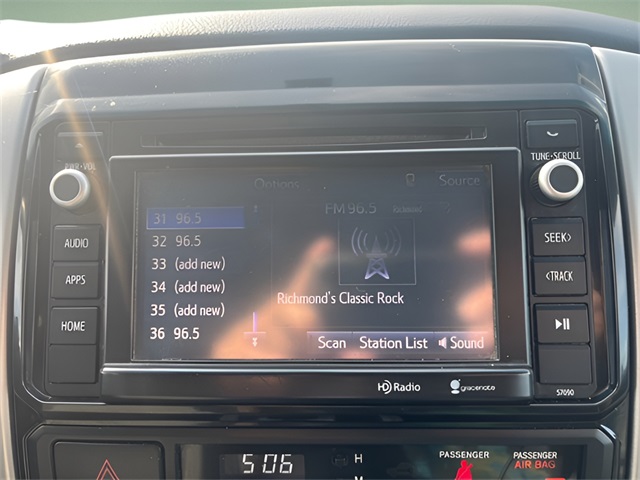 PWR•VOL
TUNE•SCROLL
Options
Source
FM 96.5
31 96.5
32 96.5
33 (add new)
34 (add new)
35 (add new)
36 96.5
Richmond's Classic Rock
Scan Station List Sound
AUDIO
APPS
HOME
SEEK>
<TRACK
HD Radio
gracenote
57090
5:06
H
M
PASSENGER
PASSENGER
AIR BAG